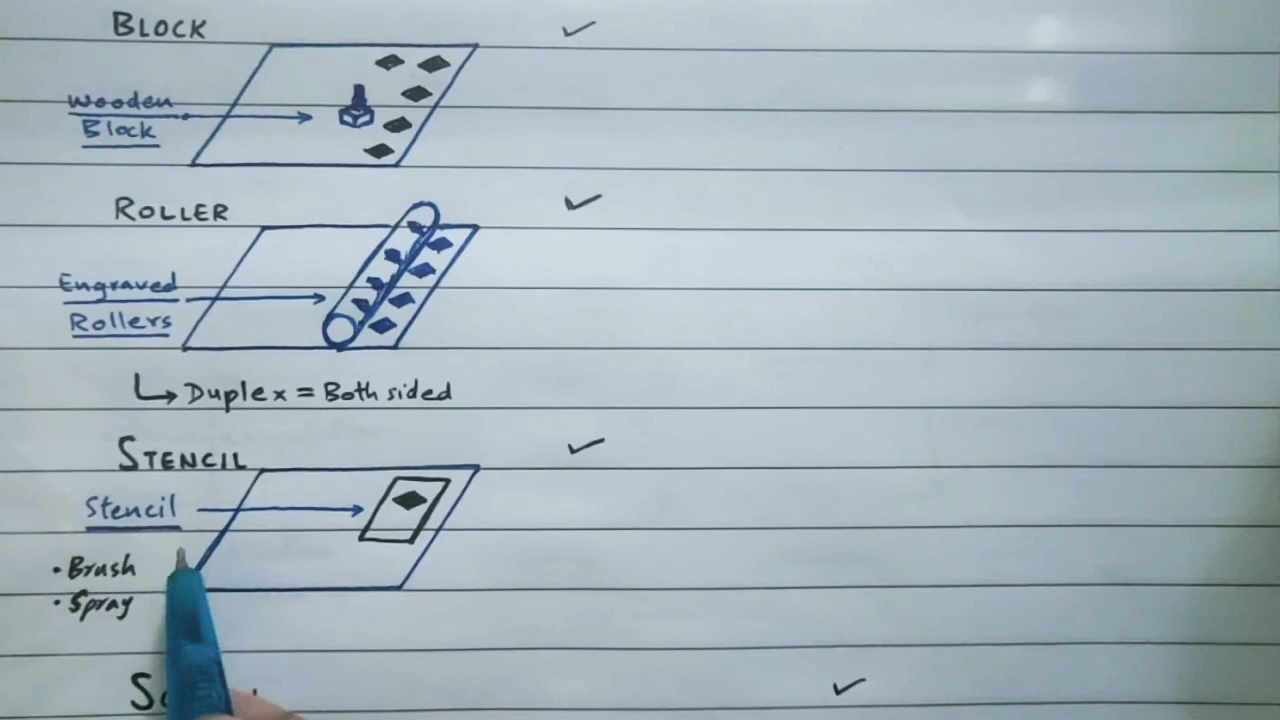 BLOCK
Wooden
Block
ROLLER
Engraved
Rollers
Duplex = Both sided
STENCIL
Stencil
• Brush
• Spray